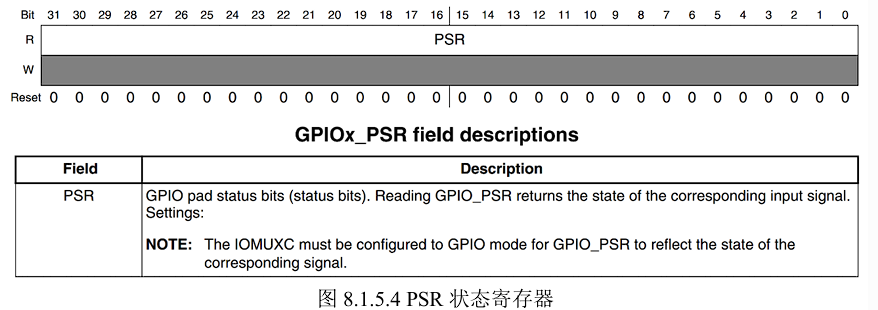 Bit 31 30 29 28 27 26 25 24 23 22 21 20 19 18 17 16 15 14 13 12 11 10 9 8 7 6 5 4 3 2 1 0
R PSR
W
Reset 0 0 0 0 0 0 0 0 0 0 0 0 0 0 0 0 0 0 0 0 0 0 0 0 0 0 0 0 0 0 0 0
GPIOx_PSR field descriptions
Field Description
PSR GPIO pad status bits (status bits). Reading GPIO_PSR returns the state of the corresponding input signal.
Settings:
NOTE: The IOMUXC must be configured to GPIO mode for GPIO_PSR to reflect the state of the
corresponding signal.
图 8.1.5.4 PSR 状态寄存器